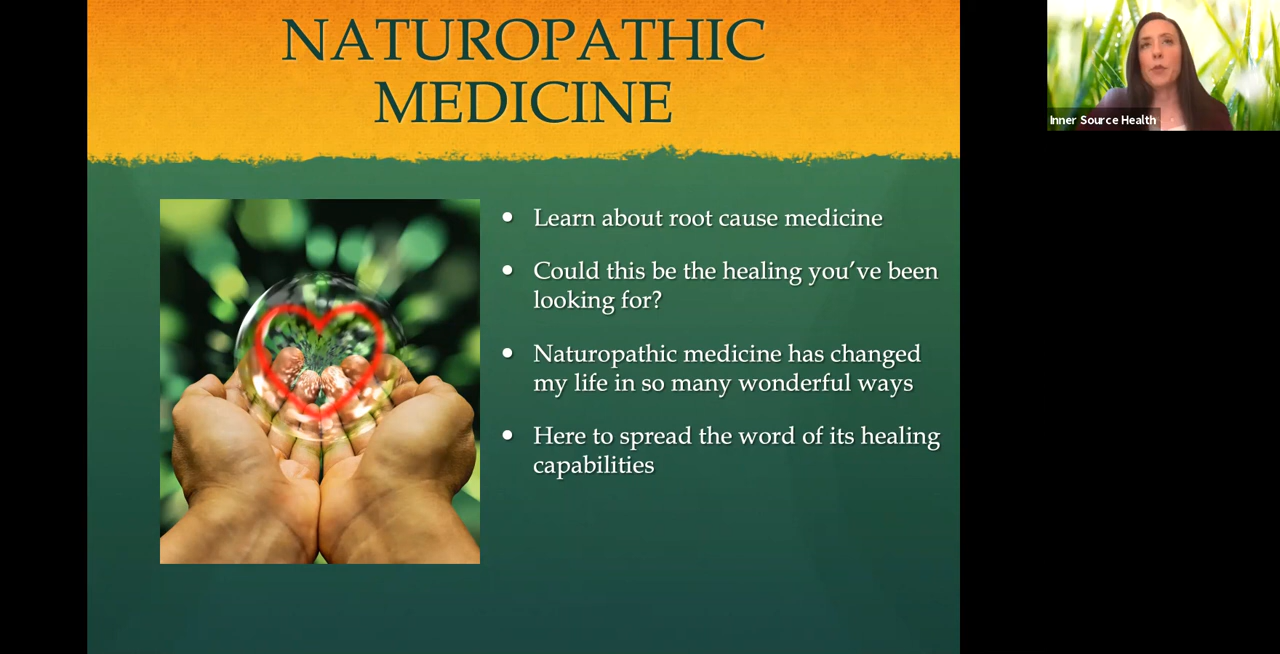 NATUROPATHIC
MEDICINE
Inner Source Health
• Learn about root cause medicine
• Could this be the healing you’ve been
looking for?
• Naturopathic medicine has changed
my life in so many wonderful ways
• Here to spread the word of its healing
capabilities